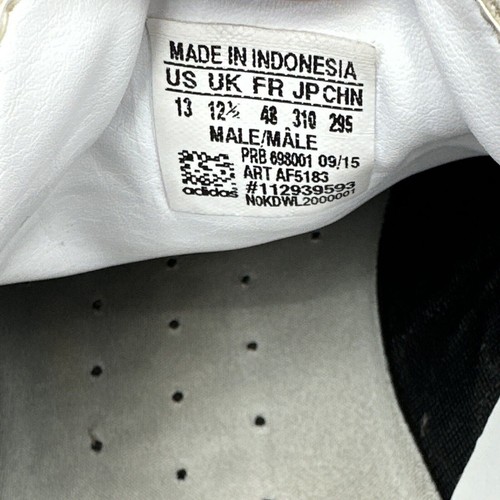 MADE IN INDONESIA
US UK FR JP CHN
13 12½ 48 310 295
MALE/MÂLE
PRB 698001 09/15
ART AF5183
#112939593
adidas NoKDWL2000001